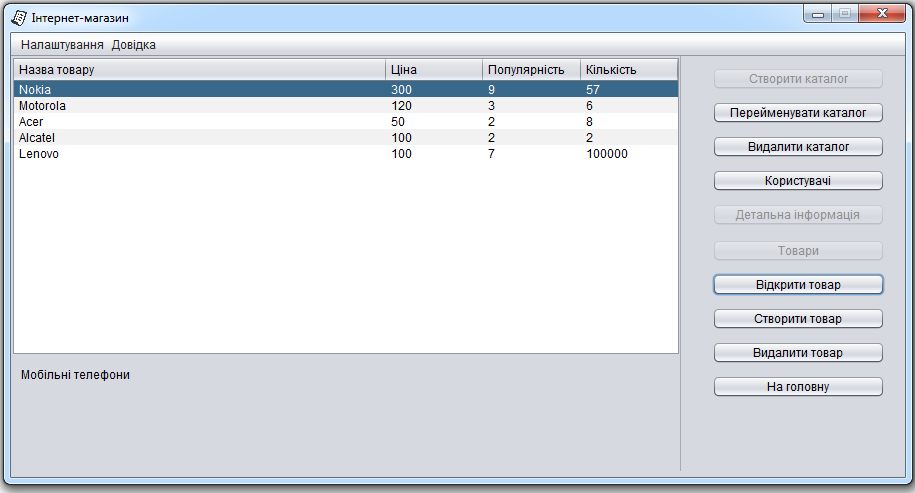 Інтернет-магазин
Налаштування Довідка
Назва товару Ціна Популярність Кількість
Nokia 300 9 57
Motorola 120 3 6
Acer 50 2 8
Alcatel 100 2 2
Lenovo 100 7 100000
Мобільні телефони
Створити каталог
Перейменувати каталог
Видалити каталог
Користувачі
Детальна інформація
Товари
Відкрити товар
Створити товар
Видалити товар
На головну